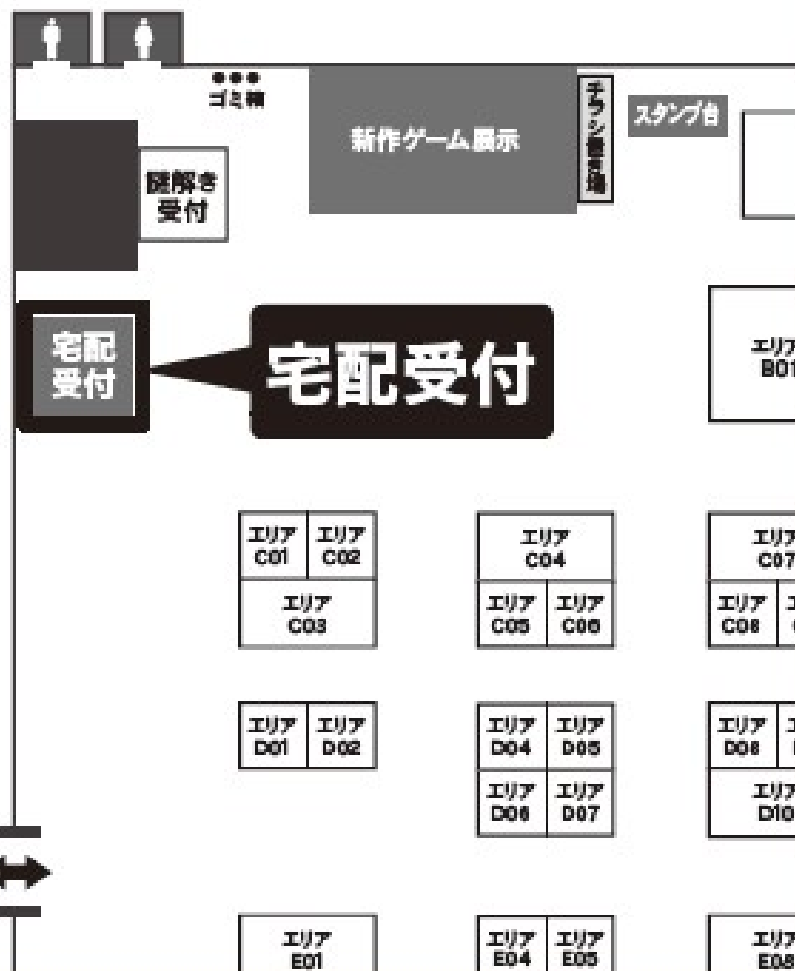 ゴミ箱
新作ゲーム展示
チラシ置き場
スタンプ台
謎解き
受付
宅配
受付
宅配受付
エリア
B01
エリア
C01
エリア
C02
エリア
C03
エリア
C04
エリア
C05
エリア
C06
エリア
C07
エリア
C08
エリア
D01
エリア
D02
エリア
D04
エリア
D05
エリア
D06
エリア
D07
エリア
D08
エリア
D10
エリア
E01
エリア
E04
エリア
E05
エリア
E08